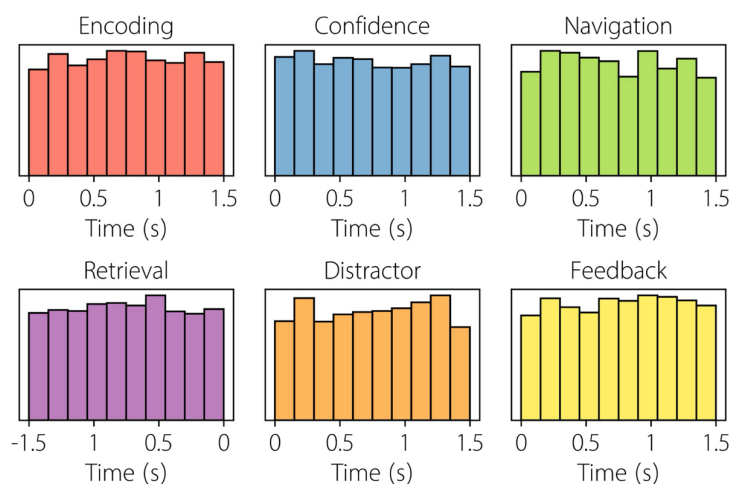 Encoding Confidence Navigation
0 0.5 1 1.5 0 0.5 1 1.5 0 0.5 1 1.5
Time (s) Time (s) Time (s)
Retrieval Distractor Feedback
-1.5 1 0.5 0 0 0.5 1 1.5 0 0.5 1 1.5
Time (s) Time (s) Time (s)